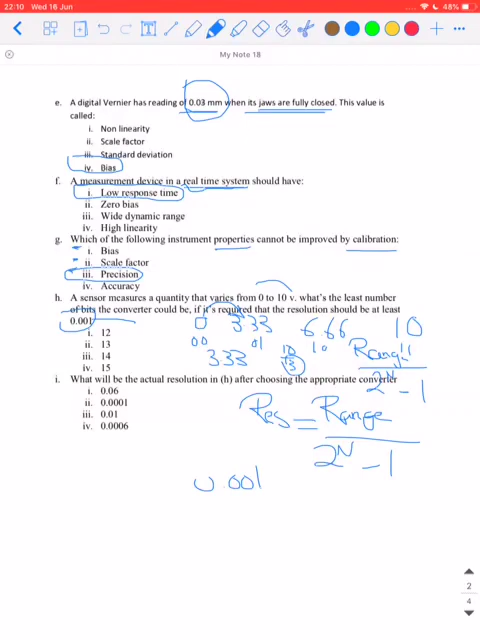 22:10 Wed 16 Jun 48%
My Note 18
e. A digital Vernier has reading of 0.03 mm when its jaws are fully closed. This value is
called:
i. Non linearity
ii. Scale factor
iii. Standard deviation
iv. Bias
f. A measurement device in a real time system should have:
i. Low response time
ii. Zero bias
iii. Wide dynamic range
iv. High linearity
g. Which of the following instrument properties cannot be improved by calibration:
i. Bias
ii. Scale factor
iii. Precision
iv. Accuracy
h. A sensor measures a quantity that varies from 0 to 10 v. what's the least number
of bits the converter could be, if it's required that the resolution should be at least
0.001
0 3.33 6.66 10
00 01 10 11
i. 12
ii. 13
iii. 14
iv. 15
333 10 Range
3
2^N - 1
i. What will be the actual resolution in (h) after choosing the appropriate converter
i. 0.06
ii. 0.0001
iii. 0.01
iv. 0.0006
Res = Range
2^N - 1
0.001
2
4